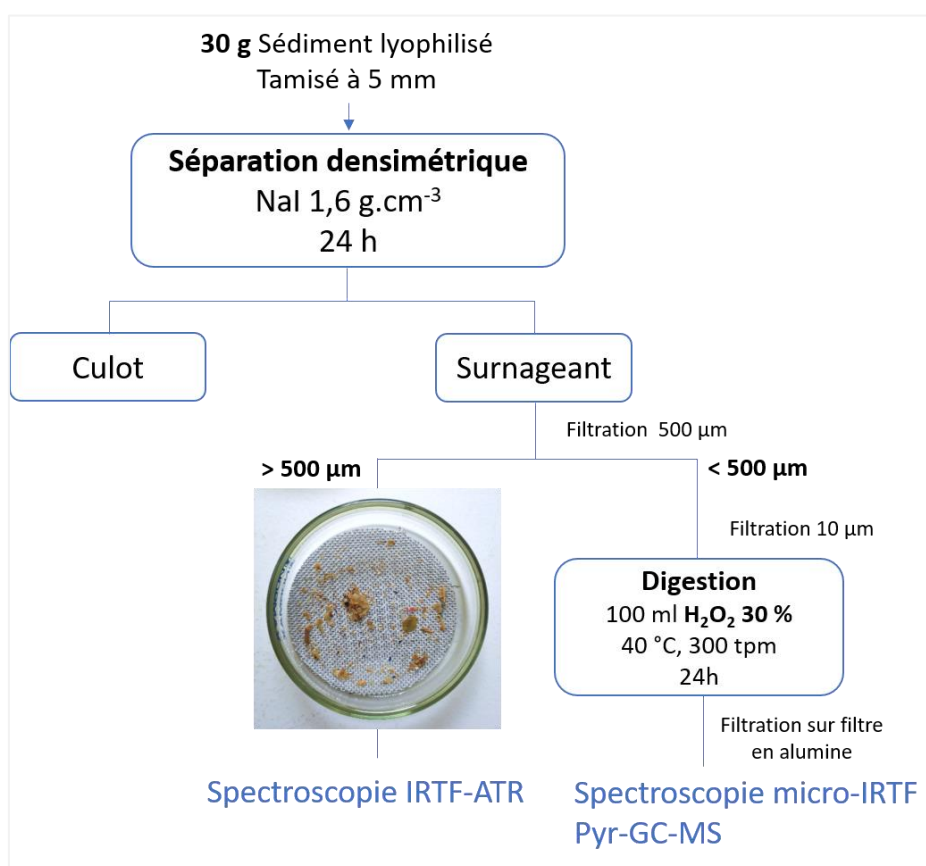 30 g Sédiment lyophilisé
Tamisé à 5 mm
Séparation densimétrique
NaI 1,6 g.cm⁻³
24 h
Culot
Surnageant
Filtration 500 µm
> 500 µm
< 500 µm
Filtration 10 µm
Digestion
100 ml H₂O₂ 30 %
40 °C, 300 tpm
24h
Filtration sur filtre
en alumine
Spectroscopie IRTF-ATR
Spectroscopie micro-IRTF
Pyr-GC-MS